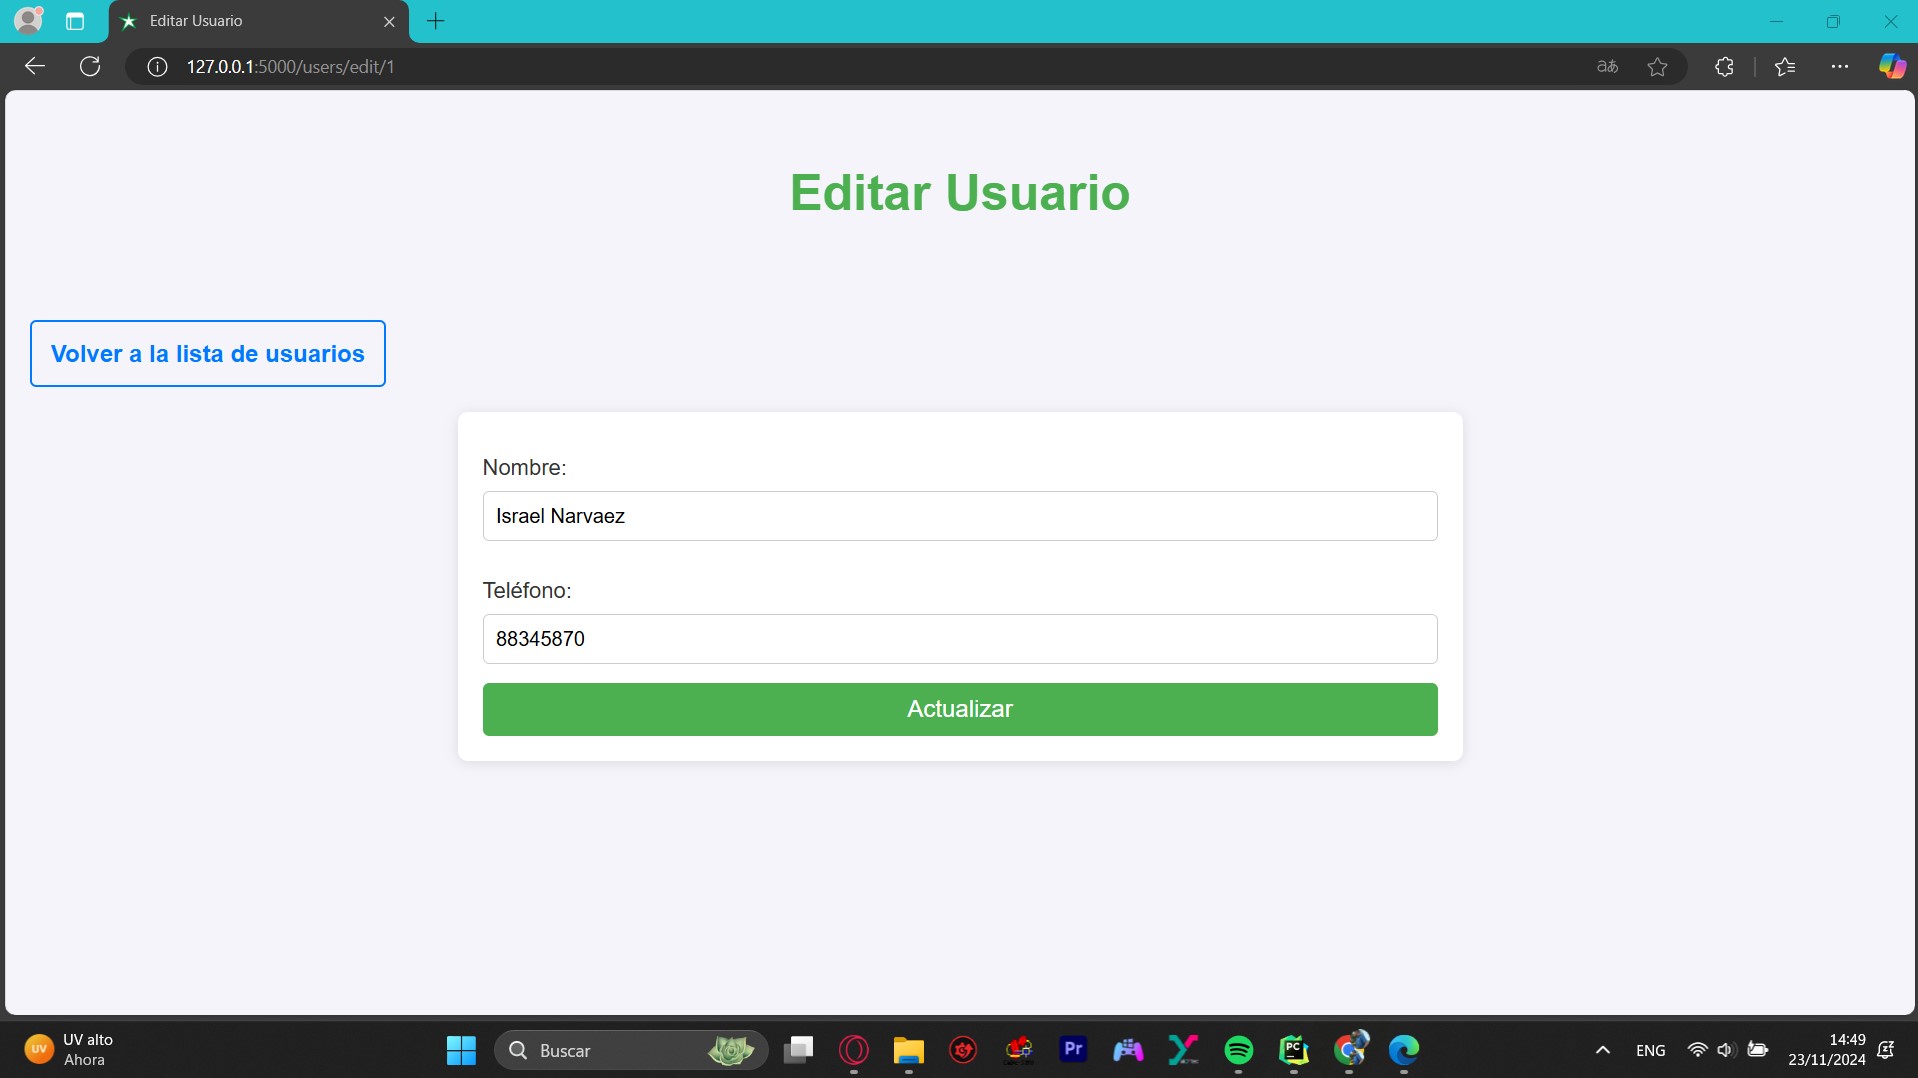 Editar Usuario
127.0.0.1:5000/users/edit/1
Editar Usuario
Volver a la lista de usuarios
Nombre:
Israel Narvaez
Teléfono:
88345870
Actualizar
UV
UV alto
Ahora
Buscar
Pr
PC
ENG
14:49
23/11/2024